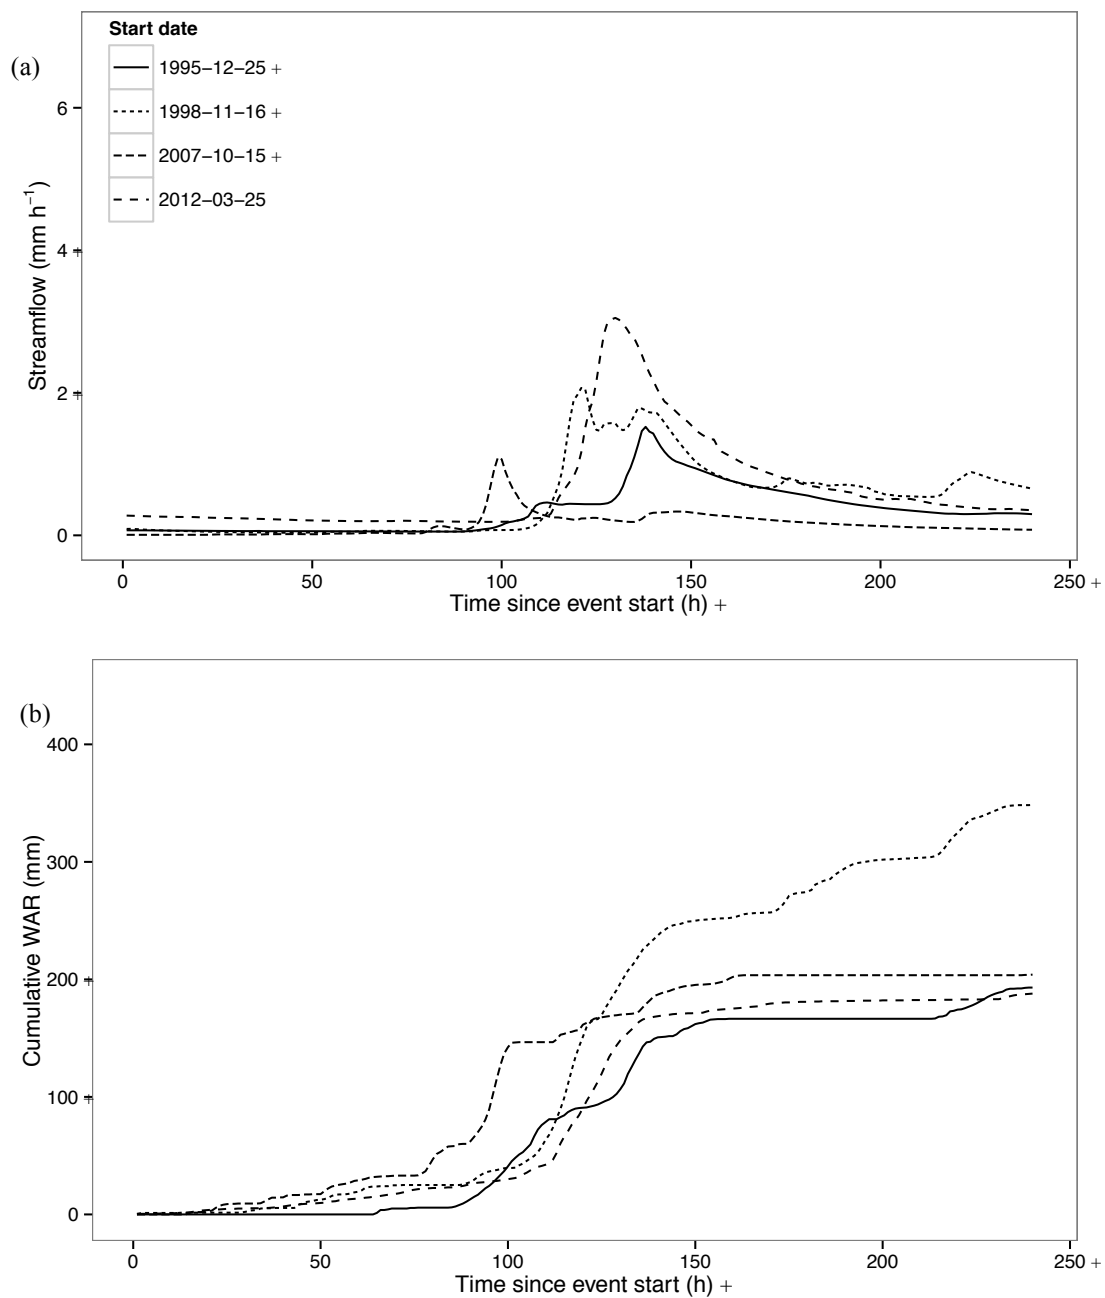 Start date
(a)
1995−12−25 +
1998−11−16 +
2007−10−15 +
2012−03−25
6
4
2
0
Streamflow (mm h−1)
0 50 100 150 200 250 +
Time since event start (h) +
(b)
400
300
200
100
0
Cumulative WAR (mm)
0 50 100 150 200 250 +
Time since event start (h) +